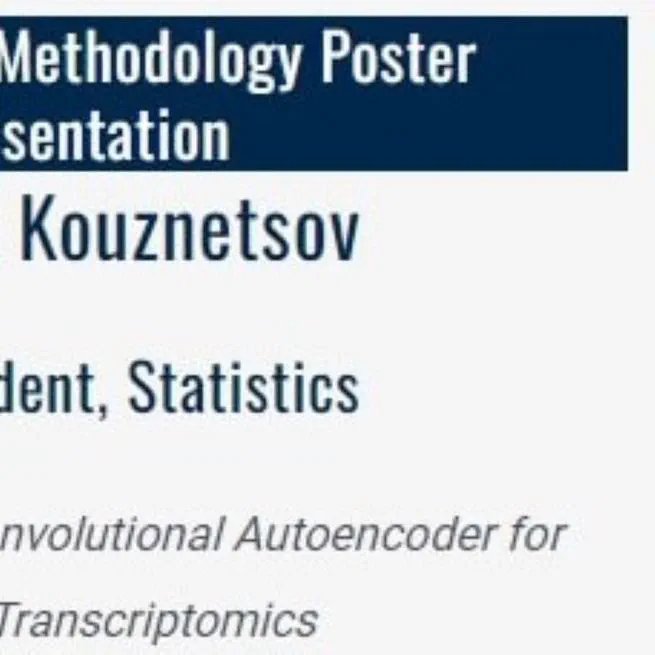 Methodology Poster
sentation
Kouznetsov
dent, Statistics
nvolutional Autoencoder for
Transcriptomics